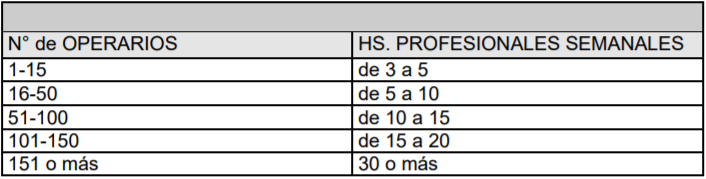 N° de OPERARIOS HS. PROFESIONALES SEMANALES
1-15 de 3 a 5
16-50 de 5 a 10
51-100 de 10 a 15
101-150 de 15 a 20
151 o más 30 o más